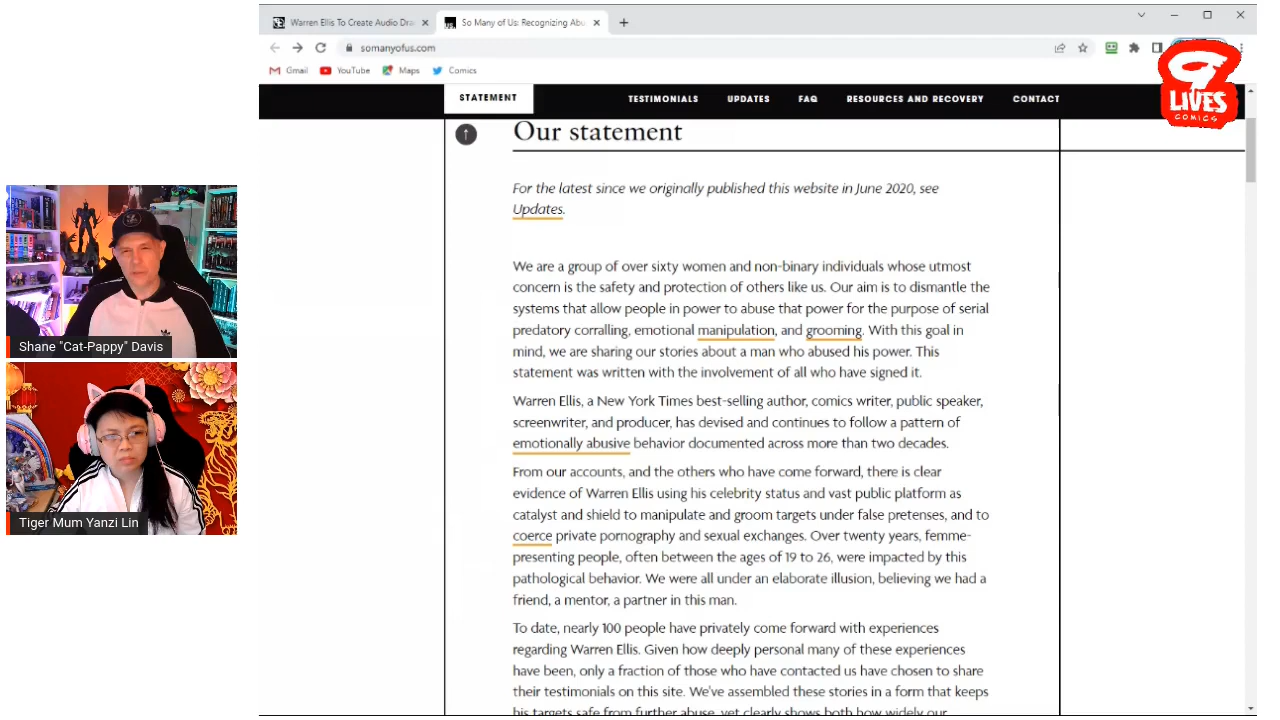 Warren Ellis To Create Audio Dra
So Many of Us: Recognizing Abu
somanyofus.com
Gmail
YouTube
Maps
Comics
9
LIVES
COMICS
STATEMENT
TESTIMONIALS
UPDATES
FAQ
RESOURCES AND RECOVERY
CONTACT
Our statement
For the latest since we originally published this website in June 2020, see
Updates.
We are a group of over sixty women and non-binary individuals whose utmost
concern is the safety and protection of others like us. Our aim is to dismantle the
systems that allow people in power to abuse that power for the purpose of serial
predatory corralling, emotional manipulation, and grooming. With this goal in
mind, we are sharing our stories about a man who abused his power. This
statement was written with the involvement of all who have signed it.
Warren Ellis, a New York Times best-selling author, comics writer, public speaker,
screenwriter, and producer, has devised and continues to follow a pattern of
emotionally abusive behavior documented across more than two decades.
From our accounts, and the others who have come forward, there is clear
evidence of Warren Ellis using his celebrity status and vast public platform as
catalyst and shield to manipulate and groom targets under false pretenses, and to
coerce private pornography and sexual exchanges. Over twenty years, femme-
presenting people, often between the ages of 19 to 26, were impacted by this
pathological behavior. We were all under an elaborate illusion, believing we had a
friend, a mentor, a partner in this man.
To date, nearly 100 people have privately come forward with experiences
regarding Warren Ellis. Given how deeply personal many of these experiences
have been, only a fraction of those who have contacted us have chosen to share
their testimonials on this site. We've assembled these stories in a form that keeps
his targets safe from further abuse, yet clearly shows both how widely our
Shane "Cat-Pappy" Davis
Tiger Mum Yanzi Lin